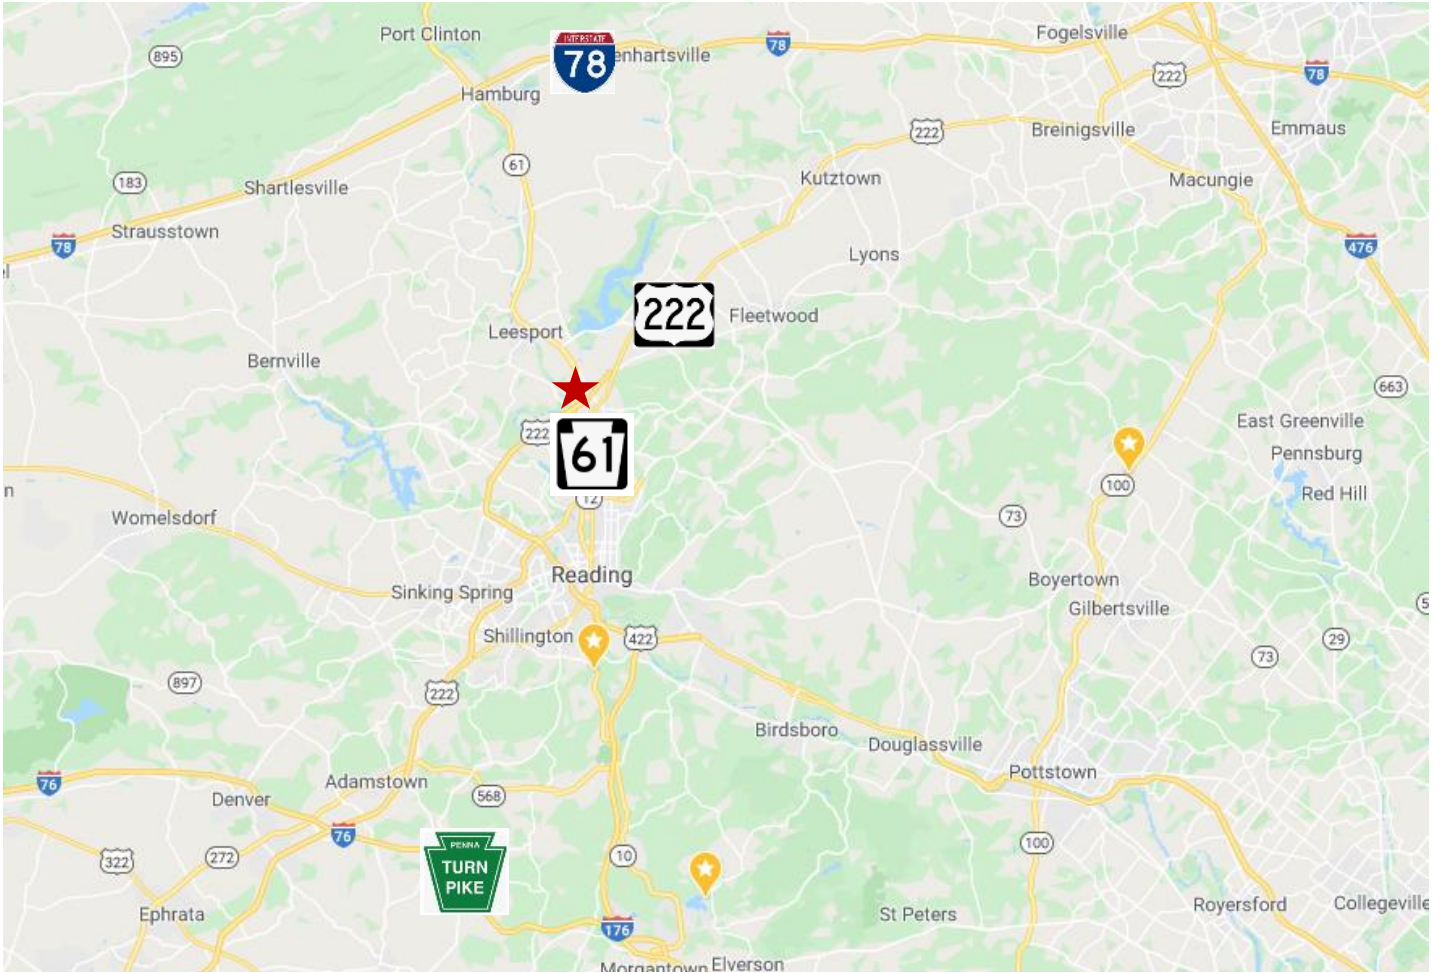 Port Clinton
Fogelsville
895
INTERSTATE
78
enhartsville
78
222
78
Hamburg
222
Breinigsville
Emmaus
61
Kutztown
Macungie
183
Shartlesville
Strausstown
78
476
Lyons
el
222
Fleetwood
Leesport
Bernville
663
222
61
East Greenville
Pennsburg
100
Red Hill
n
12
Womelsdorf
73
Reading
Boyertown
Sinking Spring
Gilbertsville
5
Shillington
422
29
73
897
222
Birdsboro
Douglassville
Pottstown
76
Adamstown
Denver
568
76
100
322
272
10
PENNA
TURN
PIKE
Ephrata
St Peters
Royersford
Collegeville
176
Morgantown
Elverson